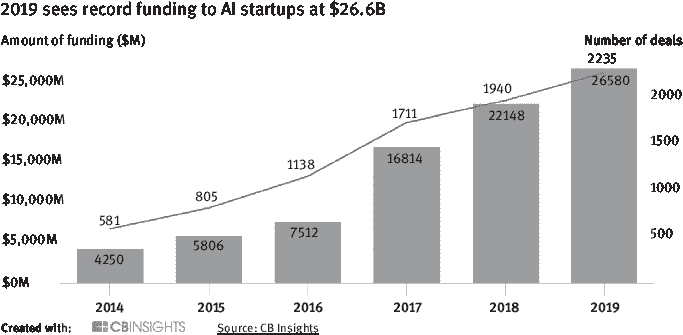 2019 sees record funding to AI startups at $26.6B
Amount of funding ($M) Number of deals
$25,000M
$20,000M
$15,000M
$10,000M
$5,000M
$0M
581
805
1138
1711
1940
2235
4250
5806
7512
16814
22148
26580
2000
1500
1000
500
2014 2015 2016 2017 2018 2019
Created with: CBINSIGHTS Source: CB Insights